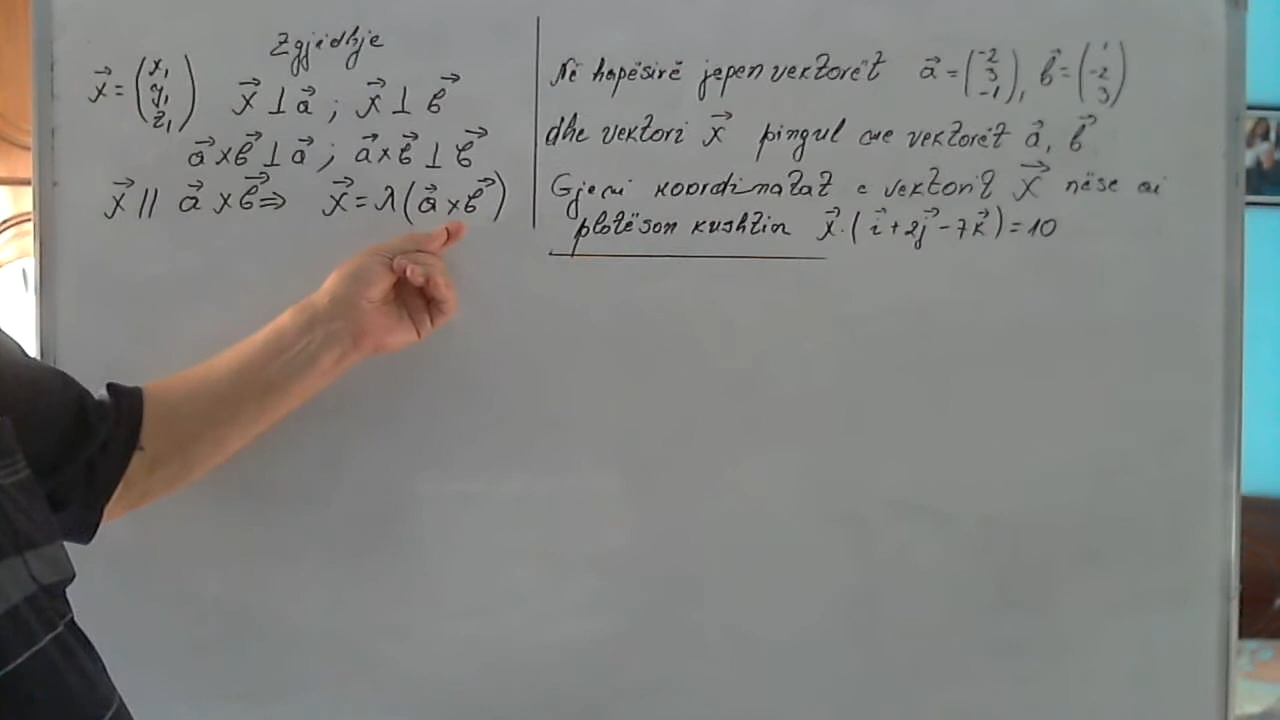 Zgjidhje
x⃗ = (x₁ y₁ z₁) x⃗ ⊥ a⃗ ; x⃗ ⊥ b⃗
a⃗ × b⃗ ⊥ a⃗ ; a⃗ × b⃗ ⊥ b⃗
x⃗ // a⃗ × b⃗ ⇒ x⃗ = λ(a⃗ × b⃗)
Në hapësirë jepen vektorët a⃗ = (-2 3 -1), b⃗ = (1 -2 3)
dhe vektori x⃗ pingul me vektorët a⃗, b⃗
Gjeni koordinatat e vektorit x⃗ nëse ai
plotëson kushtin x⃗·(i⃗ + 2j⃗ - 7k⃗) = 10